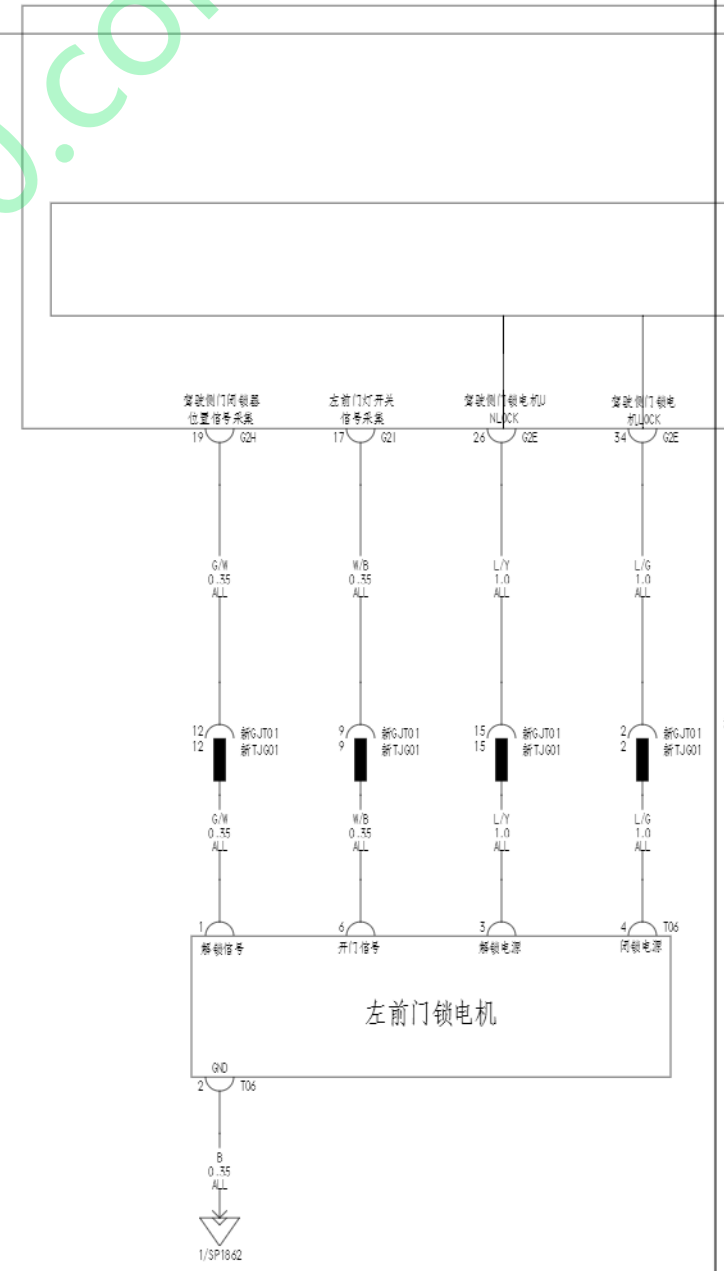 0.co
驾驶侧门闭锁器
位置信号采集
左前门灯开关
信号采集
驾驶侧门锁电机U
NLOCK
驾驶侧门锁电
机LOCK
19 G2H
17 G2I
26 G2E
34 G2E
G/W
0.35
ALL
W/B
0.35
ALL
L/Y
1.0
ALL
L/G
1.0
ALL
12 新GJT01
12 新TJG01
9 新GJT01
9 新TJG01
15 新GJT01
15 新TJG01
2 新GJT01
2 新TJG01
G/W
0.35
ALL
W/B
0.35
ALL
L/Y
1.0
ALL
L/G
1.0
ALL
1
6
3
4 T06
解锁信号
开门信号
解锁电源
闭锁电源
左前门锁电机
GND
2 T06
B
0.35
ALL
1/SP1862